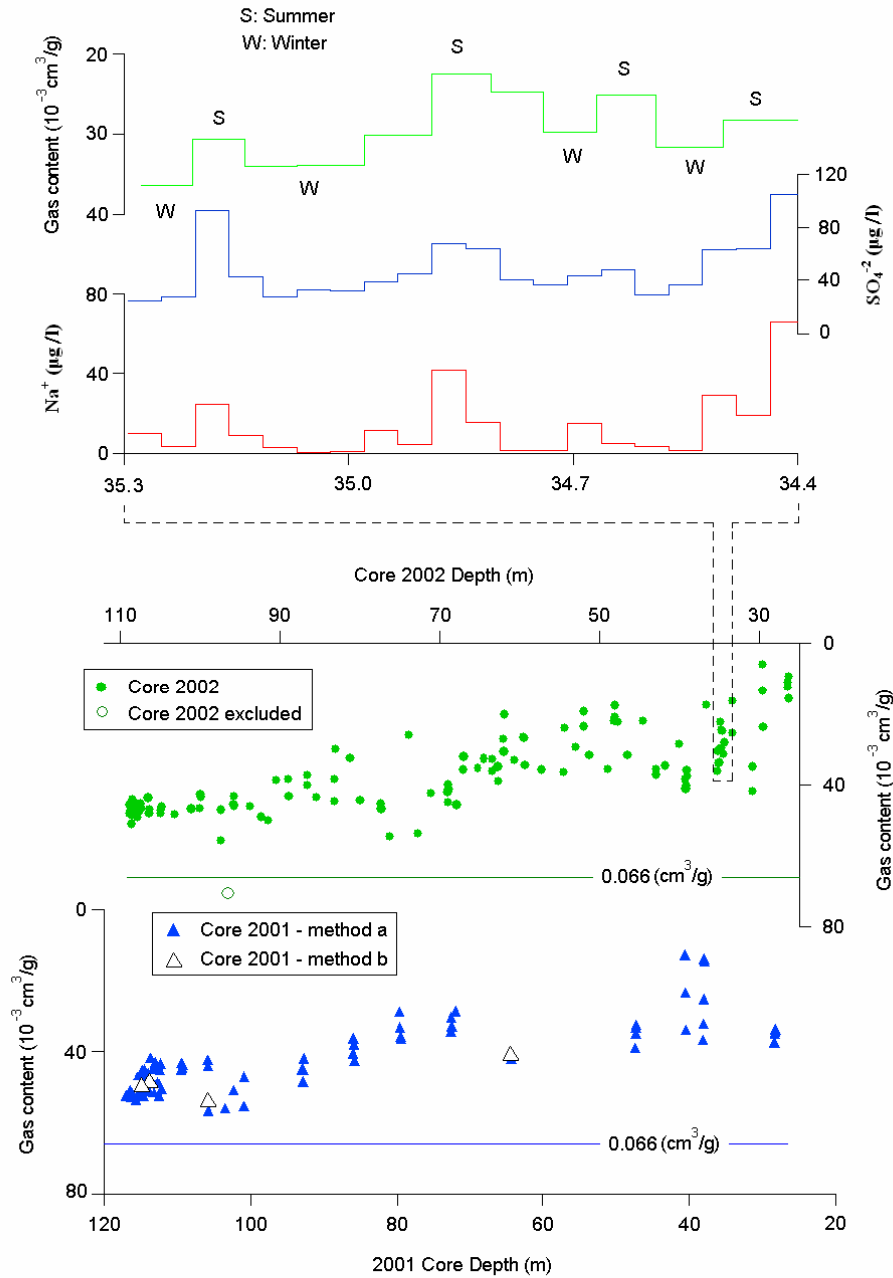 S: Summer
W: Winter
Gas content (10⁻³ cm³/g)
20
30
40
S
S
S
S
W
W
W
W
SO₄⁻² (µg /l)
120
80
40
0
Na⁺ (µg /l)
80
40
0
35.3 35.0 34.7 34.4
Core 2002 Depth (m)
110 90 70 50 30
Core 2002
Core 2002 excluded
0
40
80
Gas content (10⁻³ cm³/g)
0.066 (cm³/g)
Core 2001 - method a
Core 2001 - method b
Gas content (10⁻³ cm³/g)
0
40
80
0.066 (cm³/g)
120 100 80 60 40 20
2001 Core Depth (m)